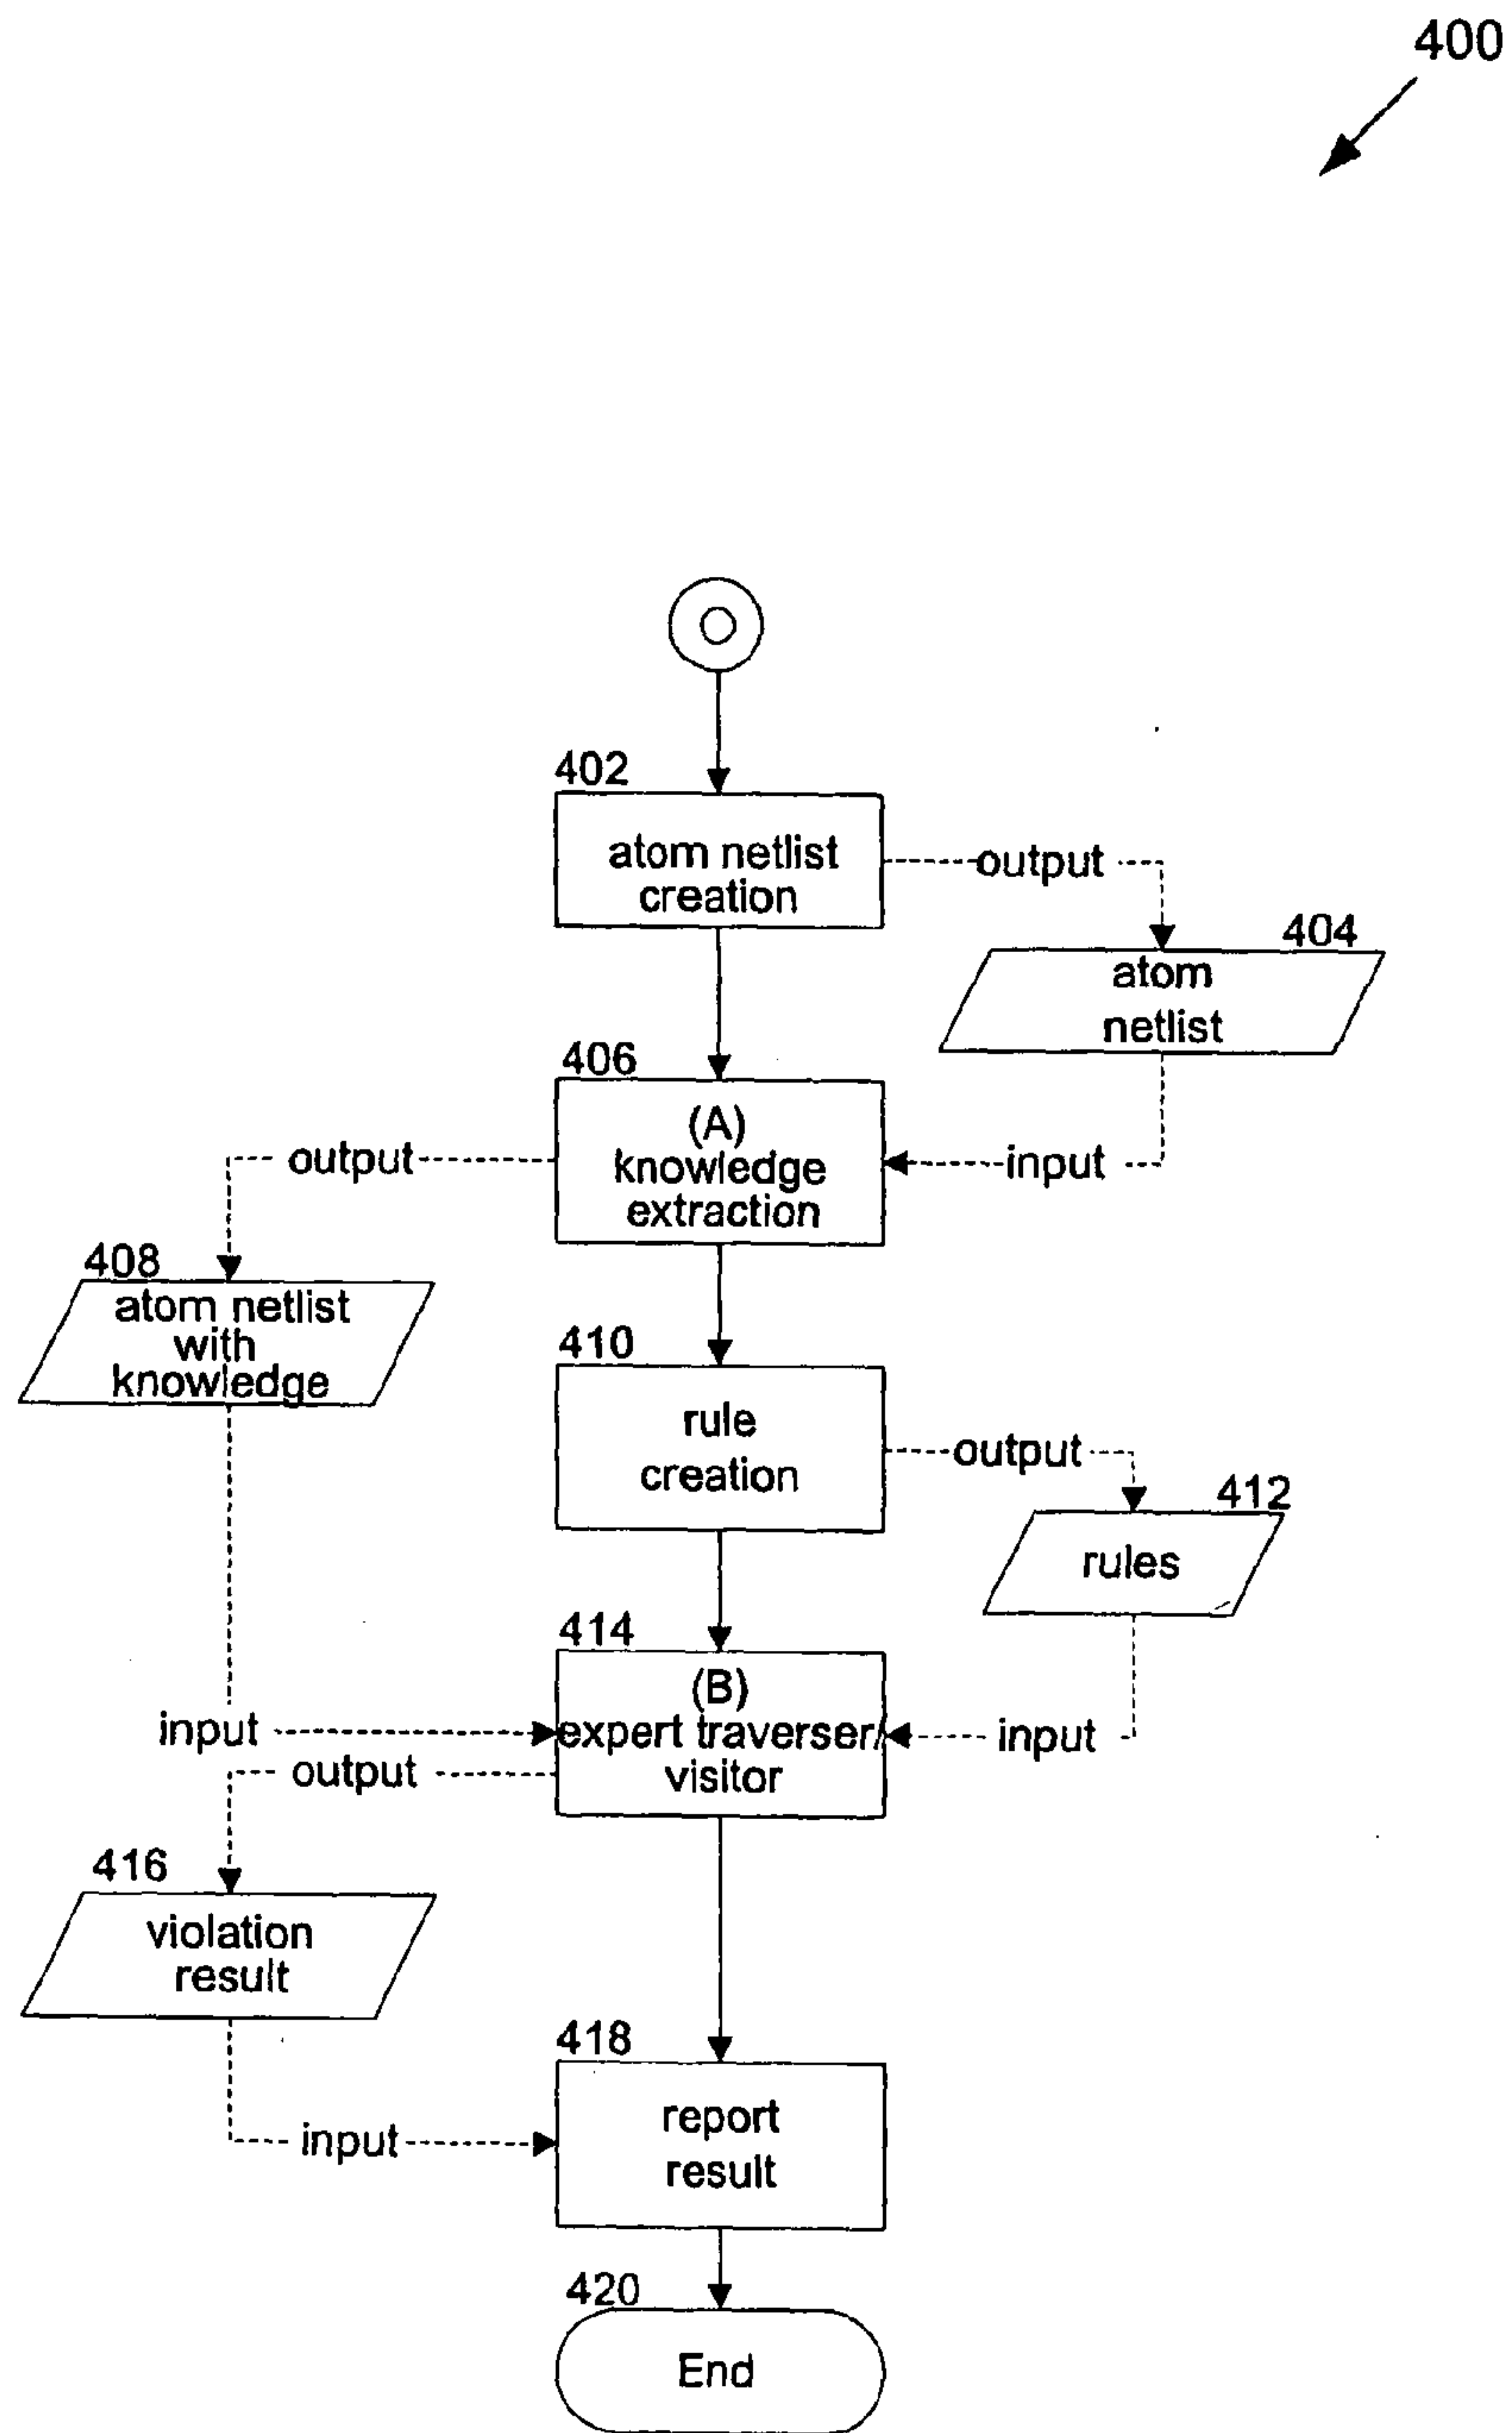 400
402
atom netlist
creation
output
404
atom
netlist
406
(A)
knowledge
extraction
output
input
408
atom netlist
with
knowledge
410
rule
creation
output
412
rules
414
(B)
expert traverser/
visitor
input
input
output
416
violation
result
418
report
result
input
420
End